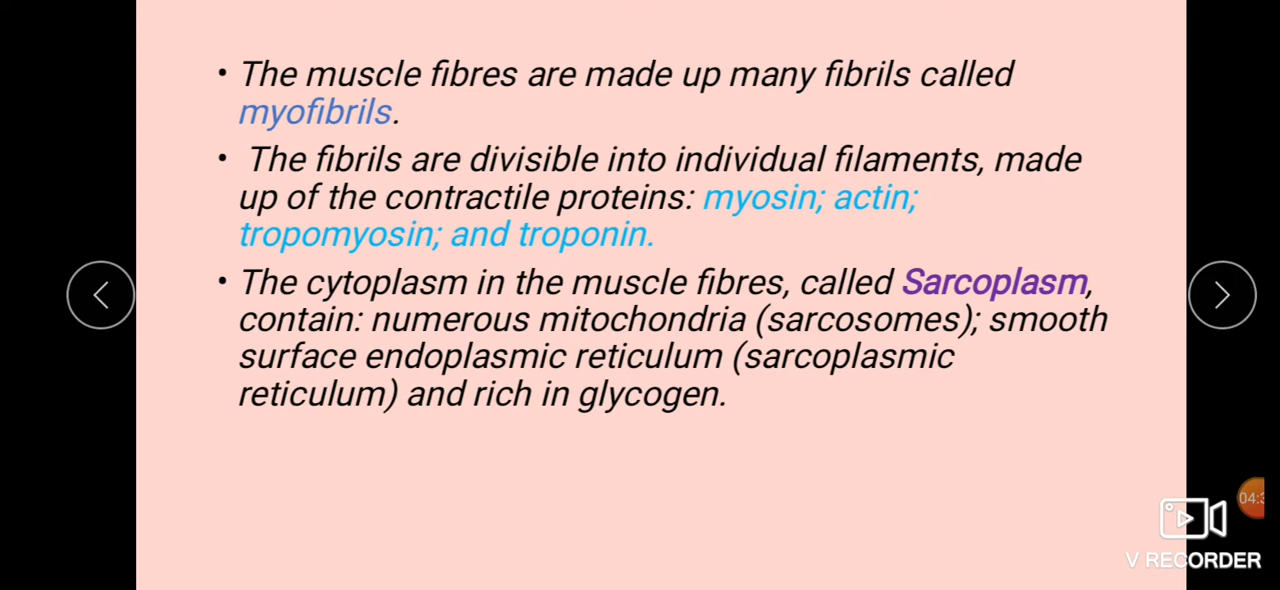 • The muscle fibres are made up many fibrils called
myofibrils.
• The fibrils are divisible into individual filaments, made
up of the contractile proteins: myosin; actin;
tropomyosin; and troponin.
• The cytoplasm in the muscle fibres, called Sarcoplasm,
contain: numerous mitochondria (sarcosomes); smooth
surface endoplasmic reticulum (sarcoplasmic
reticulum) and rich in glycogen.
V RECORDER